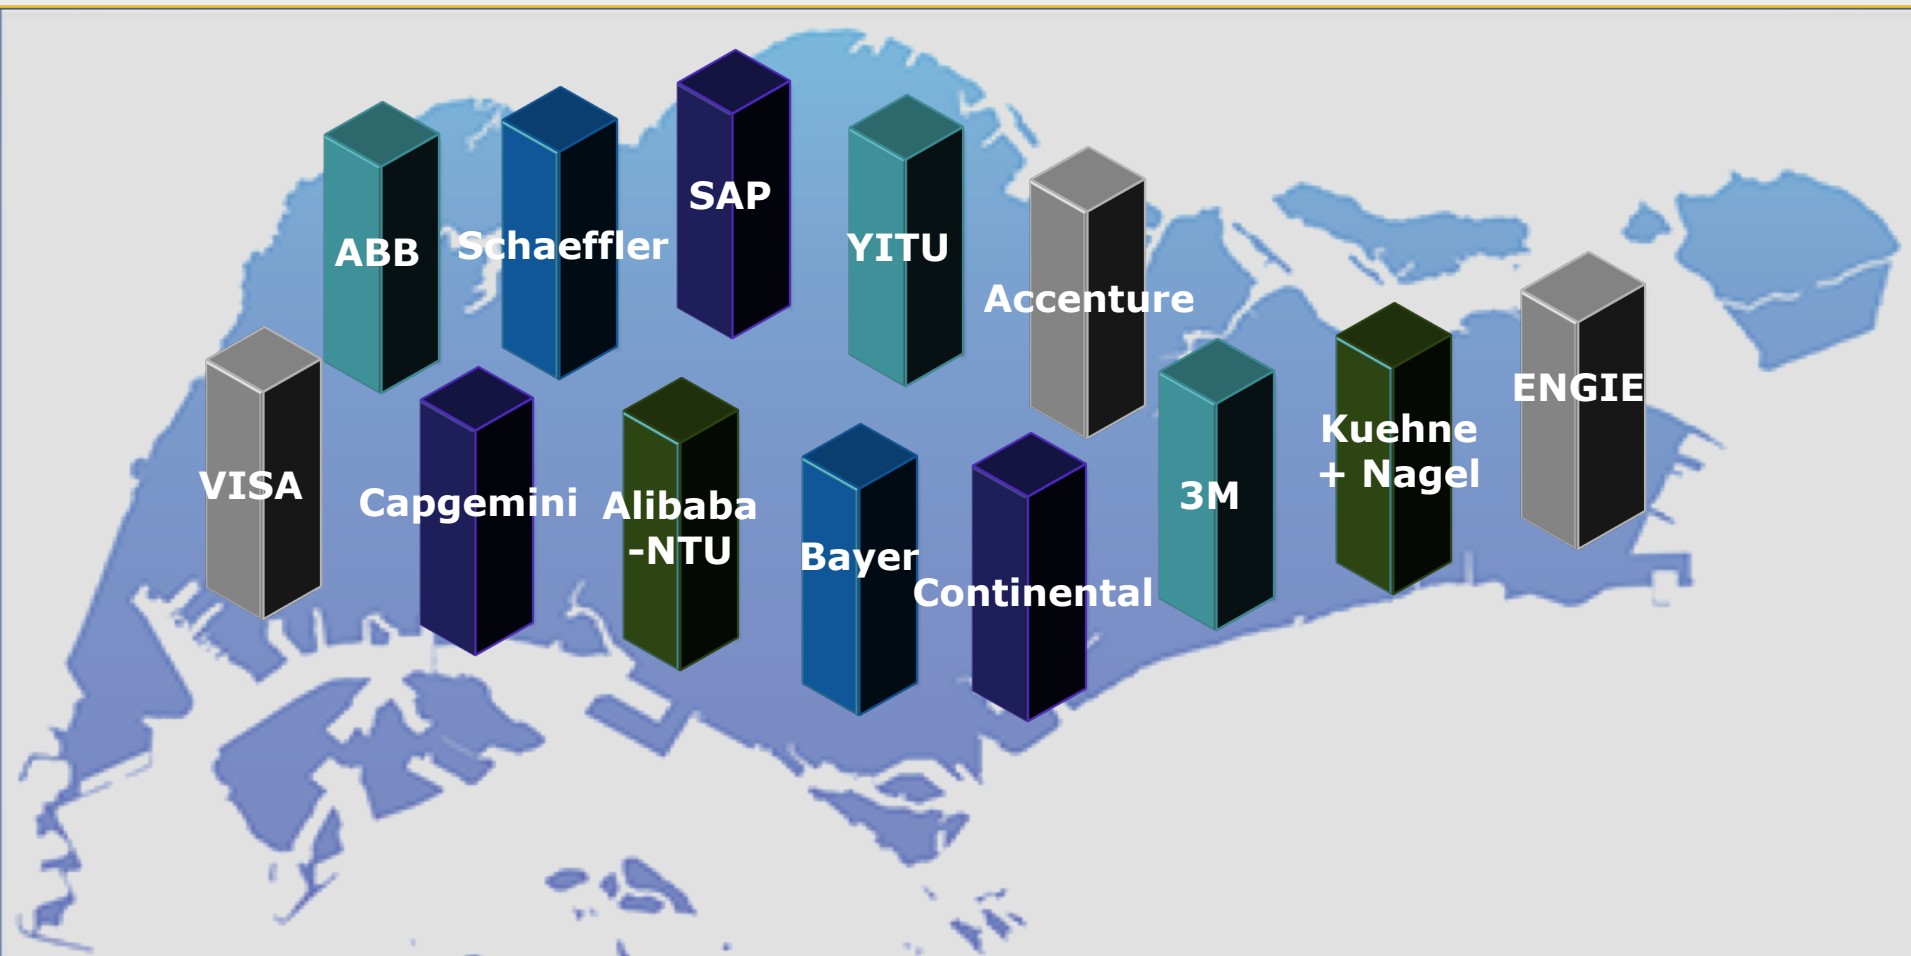 SAP
ABB
Schaeffler
YITU
Accenture
ENGIE
VISA
Capgemini
Alibaba
-NTU
Bayer
Continental
3M
Kuehne
+ Nagel